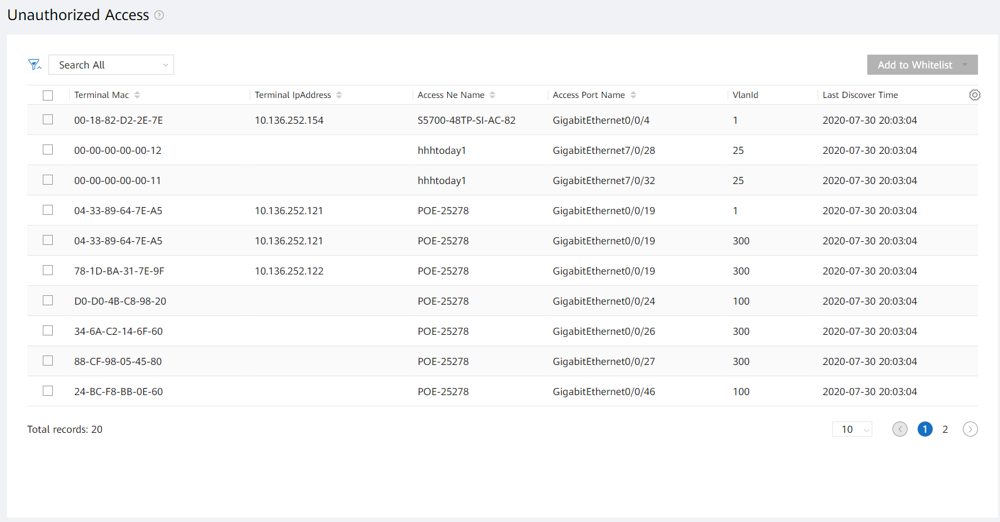 Unauthorized Access ?
Search All
Add to Whitelist
Terminal Mac Terminal IpAddress Access Ne Name Access Port Name VlanId Last Discover Time
00-18-82-D2-2E-7E 10.136.252.154 S5700-48TP-SI-AC-82 GigabitEthernet0/0/4 1 2020-07-30 20:03:04
00-00-00-00-00-12 hhhtoday1 GigabitEthernet7/0/28 25 2020-07-30 20:03:04
00-00-00-00-00-11 hhhtoday1 GigabitEthernet7/0/32 25 2020-07-30 20:03:04
04-33-89-64-7E-A5 10.136.252.121 POE-25278 GigabitEthernet0/0/19 1 2020-07-30 20:03:04
04-33-89-64-7E-A5 10.136.252.121 POE-25278 GigabitEthernet0/0/19 300 2020-07-30 20:03:04
78-1D-BA-31-7E-9F 10.136.252.122 POE-25278 GigabitEthernet0/0/19 300 2020-07-30 20:03:04
D0-D0-4B-C8-98-20 POE-25278 GigabitEthernet0/0/24 100 2020-07-30 20:03:04
34-6A-C2-14-6F-60 POE-25278 GigabitEthernet0/0/26 300 2020-07-30 20:03:04
88-CF-98-05-45-80 POE-25278 GigabitEthernet0/0/27 300 2020-07-30 20:03:04
24-BC-F8-BB-0E-60 POE-25278 GigabitEthernet0/0/46 100 2020-07-30 20:03:04
Total records: 20
10 1 2